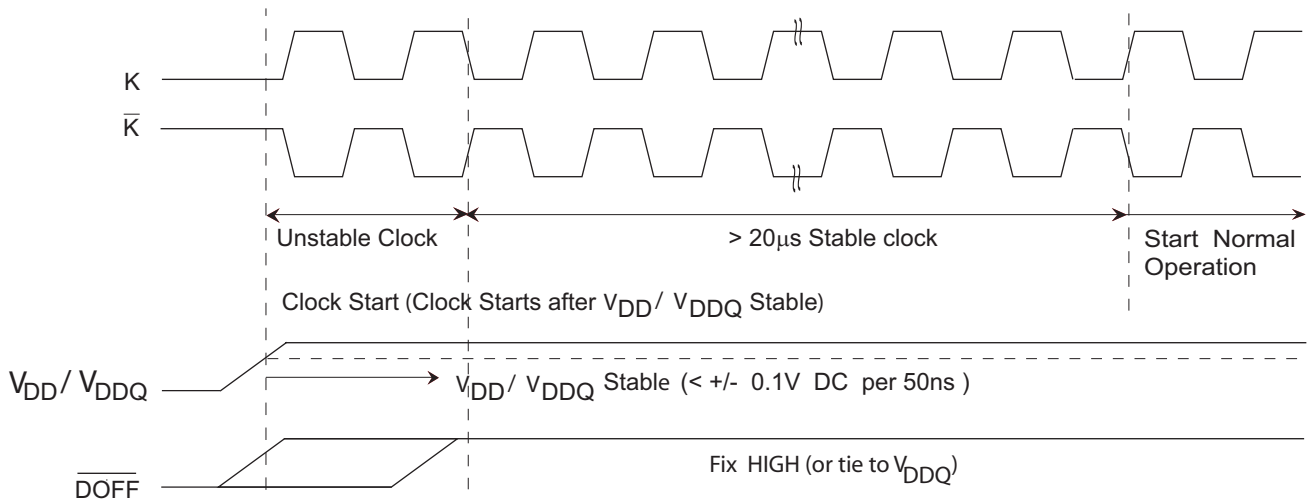 K
K
Unstable Clock
> 20μs Stable clock
Start Normal
Operation
Clock Start (Clock Starts after VDD / VDDQ Stable)
VDD / VDDQ
VDD / VDDQ Stable (< +/- 0.1V DC per 50ns )
Fix HIGH (or tie to VDDQ)
DOFF